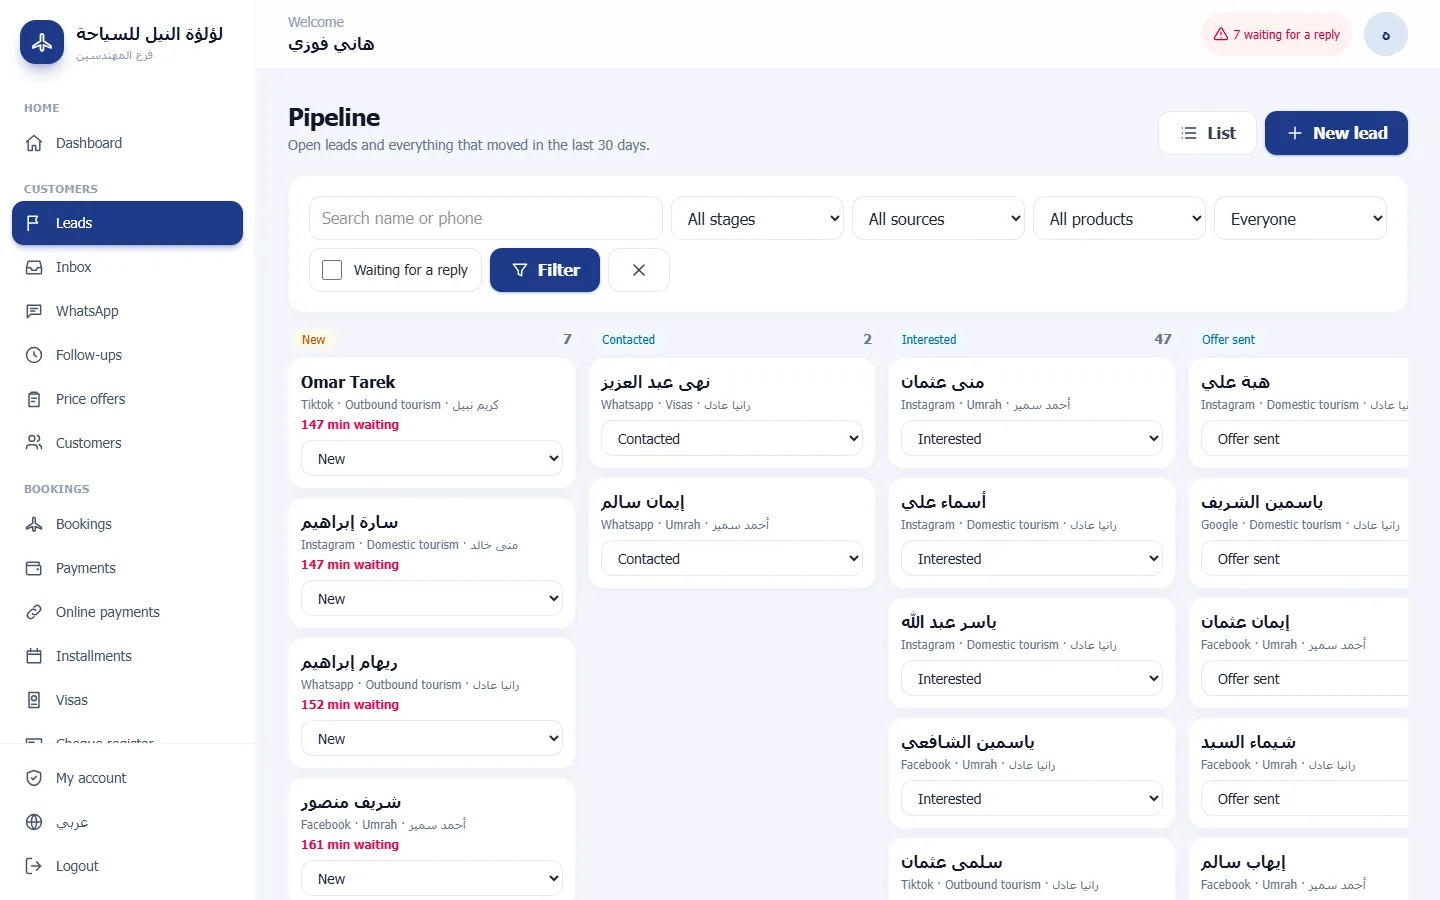 لؤلؤة النيل للسياحة
فرع المهندسين
HOME
Dashboard
CUSTOMERS
Leads
Inbox
WhatsApp
Follow-ups
Price offers
Customers
BOOKINGS
Bookings
Payments
Online payments
Installments
Visas
Cheque register
My account
عربي
Logout
Welcome
هاني فوزي
7 waiting for a reply
ه
Pipeline
Open leads and everything that moved in the last 30 days.
List
New lead
Search name or phone
All stages
All sources
All products
Everyone
Waiting for a reply
Filter
New 7
Omar Tarek
Tiktok · Outbound tourism · كريم نبيل
147 min waiting
New
سارة إبراهيم
Instagram · Domestic tourism · منى خالد
147 min waiting
New
ريهام إبراهيم
Whatsapp · Outbound tourism · رانيا عادل
152 min waiting
New
شريف منصور
Facebook · Umrah · أحمد سمير
161 min waiting
New
Contacted 2
نهى عبد العزيز
Whatsapp · Visas · رانيا عادل
Contacted
إيمان سالم
Whatsapp · Umrah · أحمد سمير
Contacted
Interested 47
منى عثمان
Instagram · Umrah · أحمد سمير
Interested
أسماء علي
Instagram · Domestic tourism · رانيا عادل
Interested
ياسر عبد الله
Instagram · Domestic tourism · رانيا عادل
Interested
ياسمين الشافعي
Facebook · Umrah · رانيا عادل
Interested
سلمى عثمان
Tiktok · Outbound tourism · رانيا عادل
Offer sent
هبة علي
Instagram · Domestic tourism · عادل
Offer sent
ياسمين الشريف
Google · Domestic tourism · رانيا عادل
Offer sent
إيمان عثمان
Facebook · Umrah · أحمد سمير
Offer sent
شيماء السيد
Facebook · Umrah · رانيا عادل
Offer sent
إيهاب سالم
Facebook · Umrah · أحمد سمير